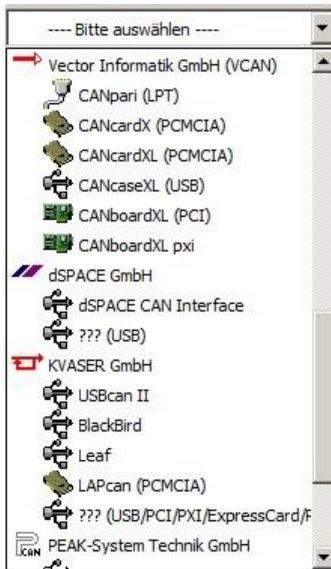 ---- Bitte auswählen ----
Vector Informatik GmbH (VCAN)
CANpari (LPT)
CANcardX (PCMCIA)
CANcardXL (PCMCIA)
CANcaseXL (USB)
CANboardXL (PCI)
CANboardXL pxi
dSPACE GmbH
dSPACE CAN Interface
??? (USB)
KVASER GmbH
USBcan II
BlackBird
Leaf
LAPcan (PCMCIA)
??? (USB/PCI/PXI/ExpressCard/F
CAN PEAK-System Technik GmbH